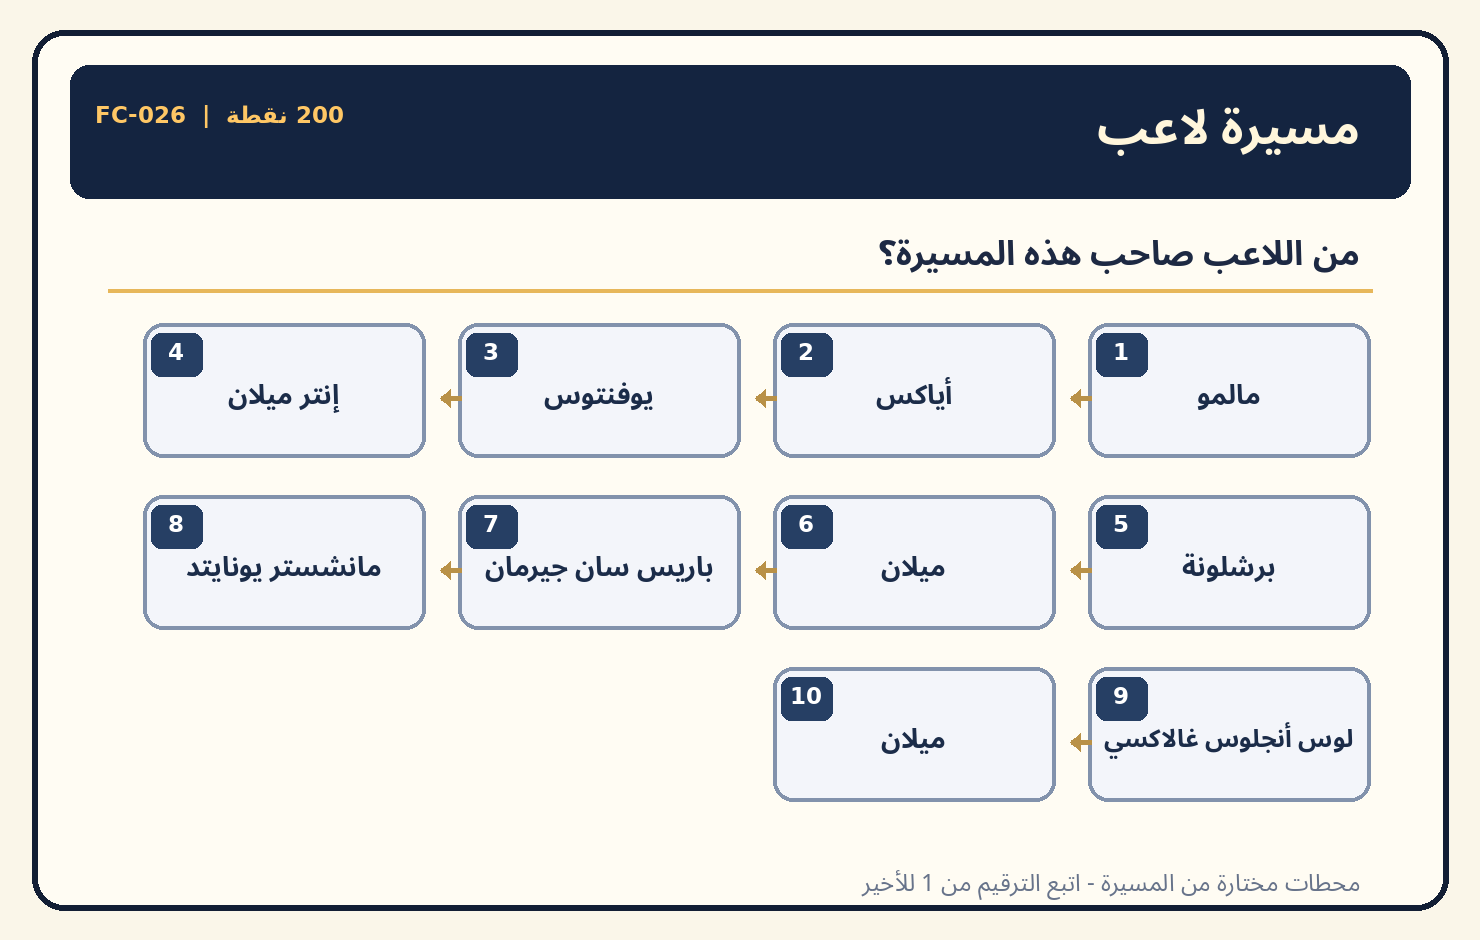 مسيرة لاعب
200 نقطة | FC-026
من اللاعب صاحب هذه المسيرة؟
1
مالمو
2
أياكس
3
يوفنتوس
4
إنتر ميلان
5
برشلونة
6
ميلان
7
باريس سان جيرمان
8
مانشستر يونايتد
9
لوس أنجلوس غالاكسي
10
ميلان
محطات مختارة من المسيرة - اتبع الترقيم من 1 للأخير